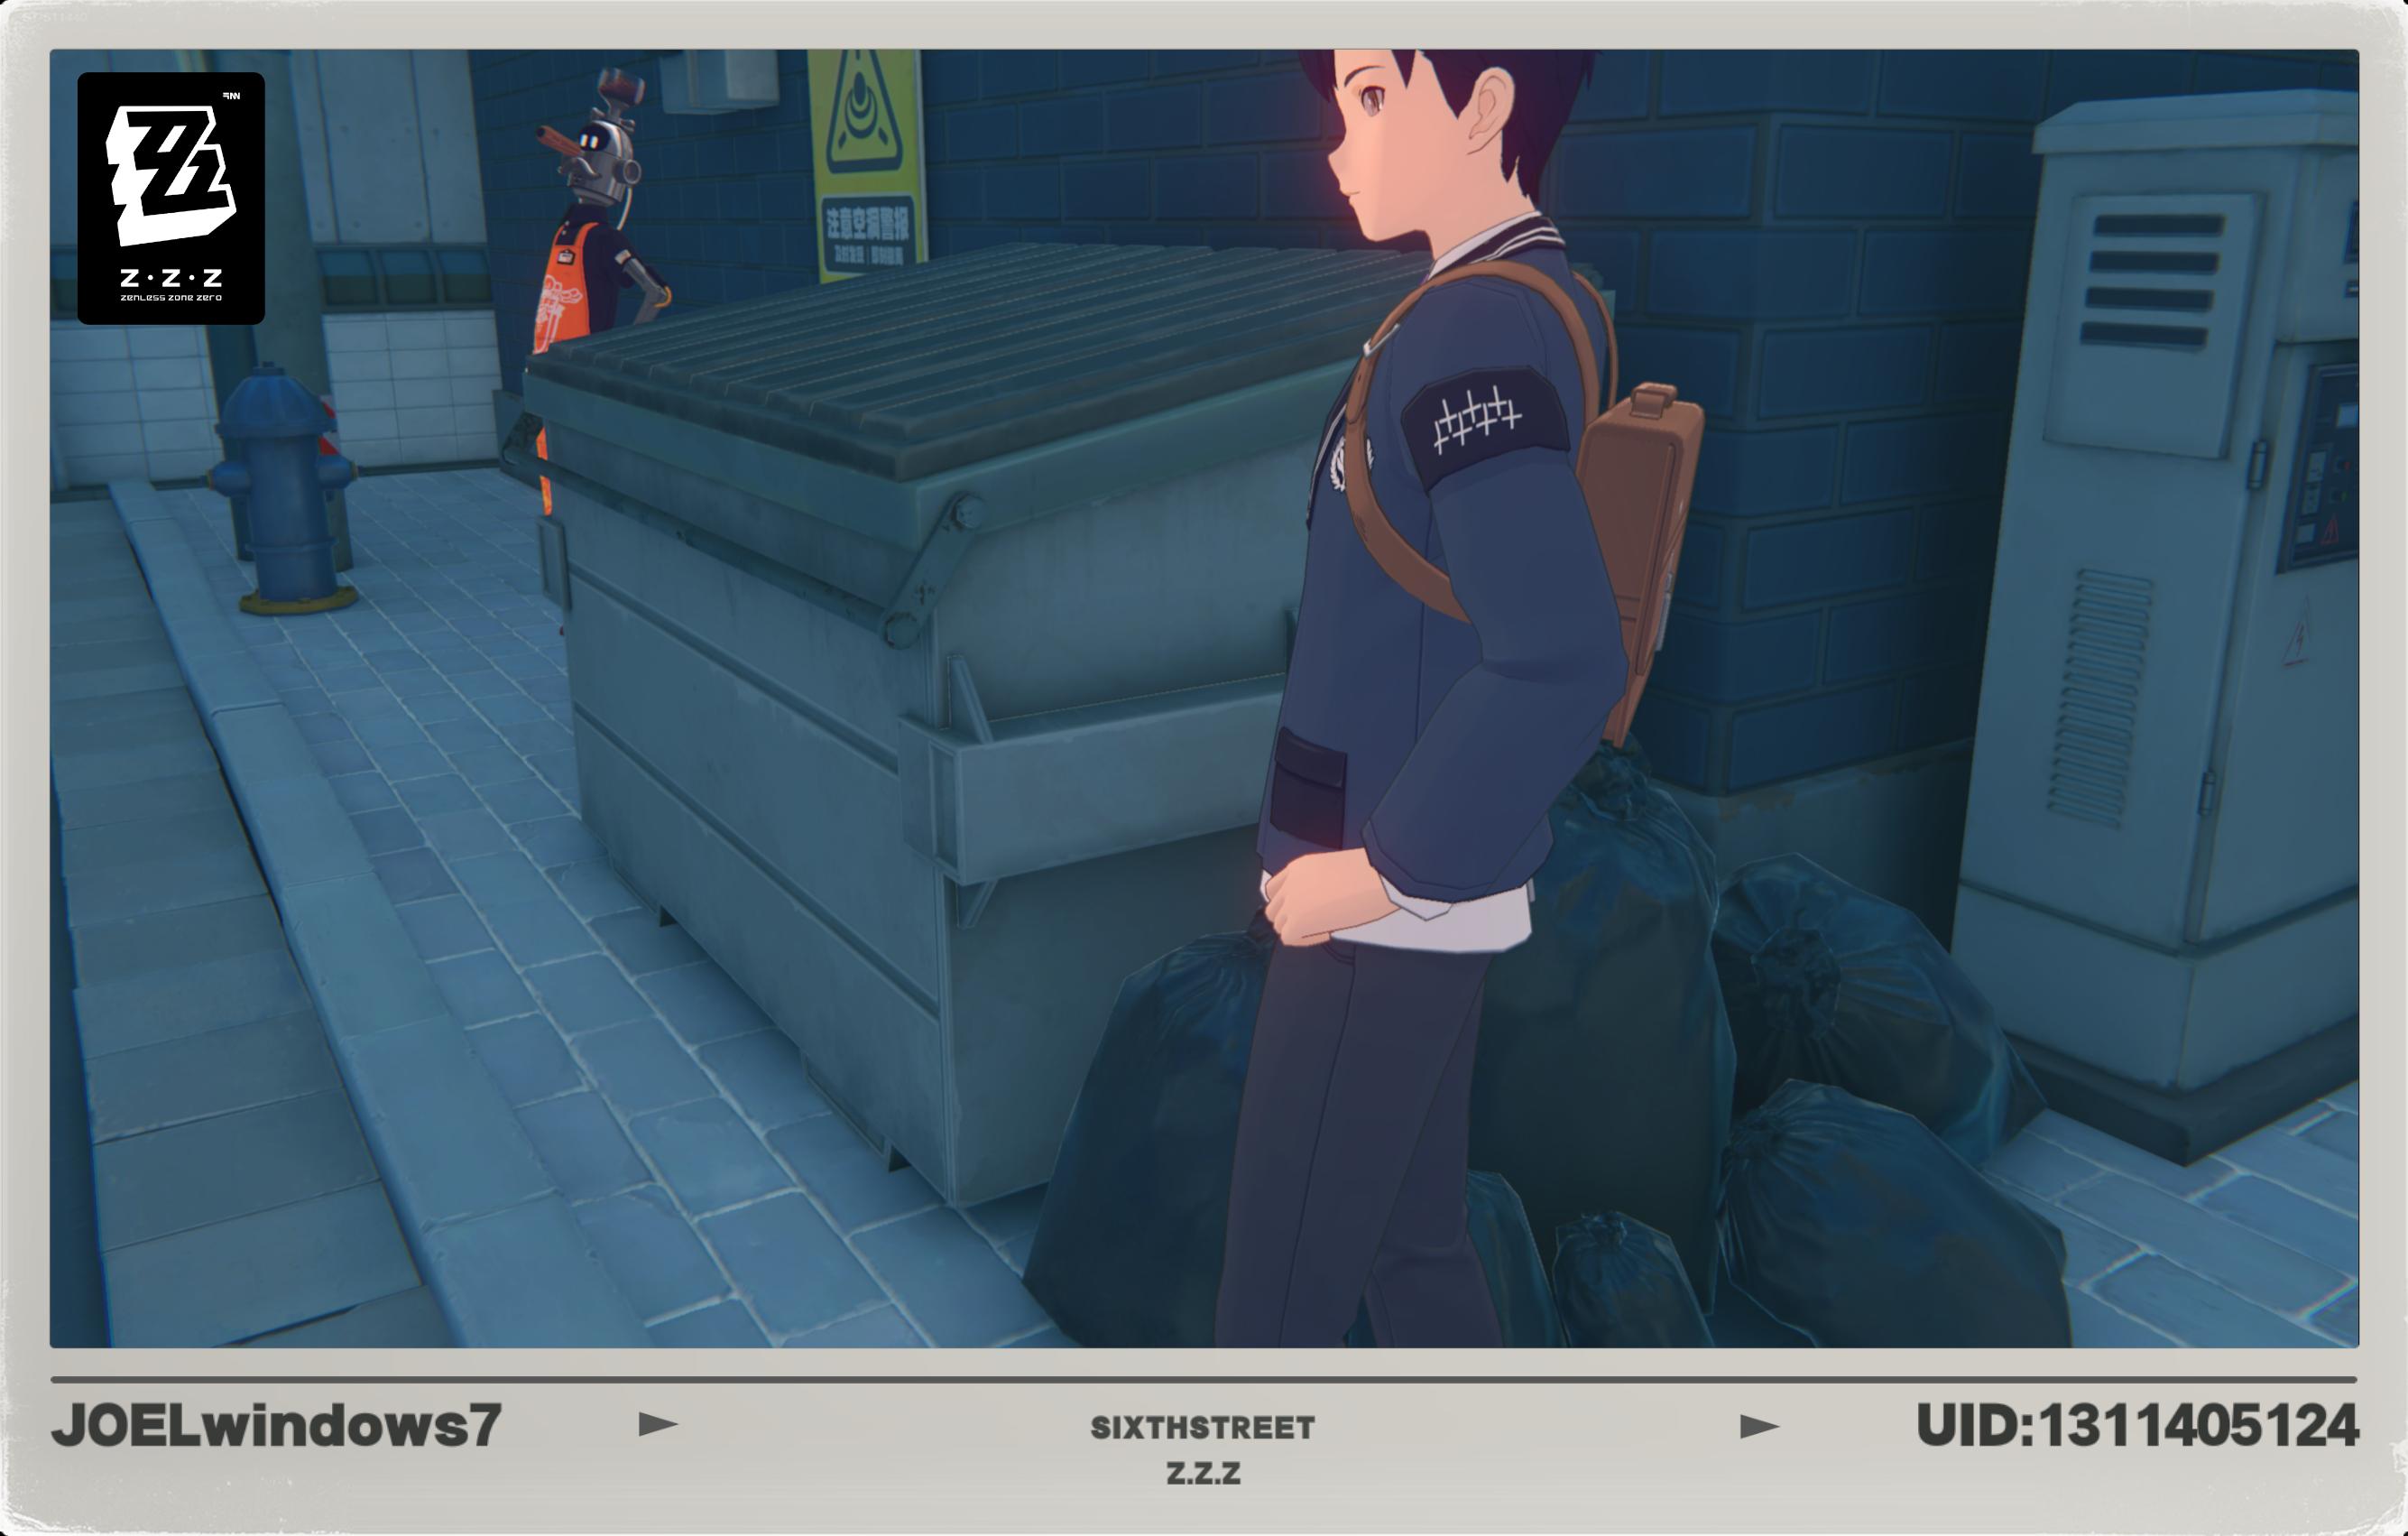 Z·Z·Z
ZENLESS ZONE ZERO
注意空洞警报
JOELwindows7
SIXTHSTREET
Z.Z.Z
UID:1311405124